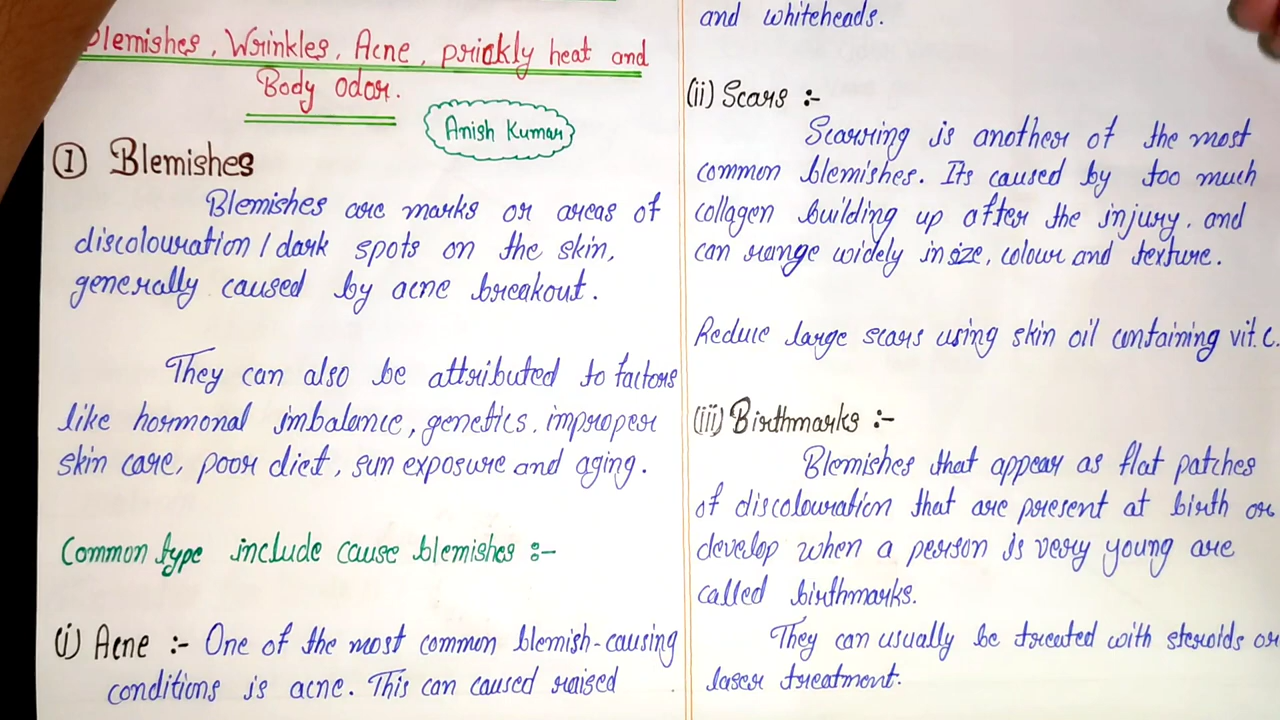 Blemishes, Wrinkles, Acne, prickly heat and
Body odor.
Anish Kumar
① Blemishes
Blemishes are marks or areas of
discolouration / dark spots on the skin,
generally caused by acne breakout.
They can also be attributed to factors
like hormonal imbalence, genetics, improper
skin care, poor diet, sun exposure and aging.
Common type include cause blemishes :-
(i) Acne :- One of the most common blemish-causing
conditions is acne. This can caused raised
and whiteheads.
(ii) Scars :-
Scarring is another of the most
common blemishes. Its caused by too much
collagen building up after the injury. and
can range widely in size, colour and texture.
Reduce large scars using skin oil containing vit. C.
(iii) Birthmarks :-
Blemishes that appear as flat patches
of discolouration that are present at birth or
develop when a person is very young are
called birthmarks.
They can usually be treated with steroids or
laser treatment.